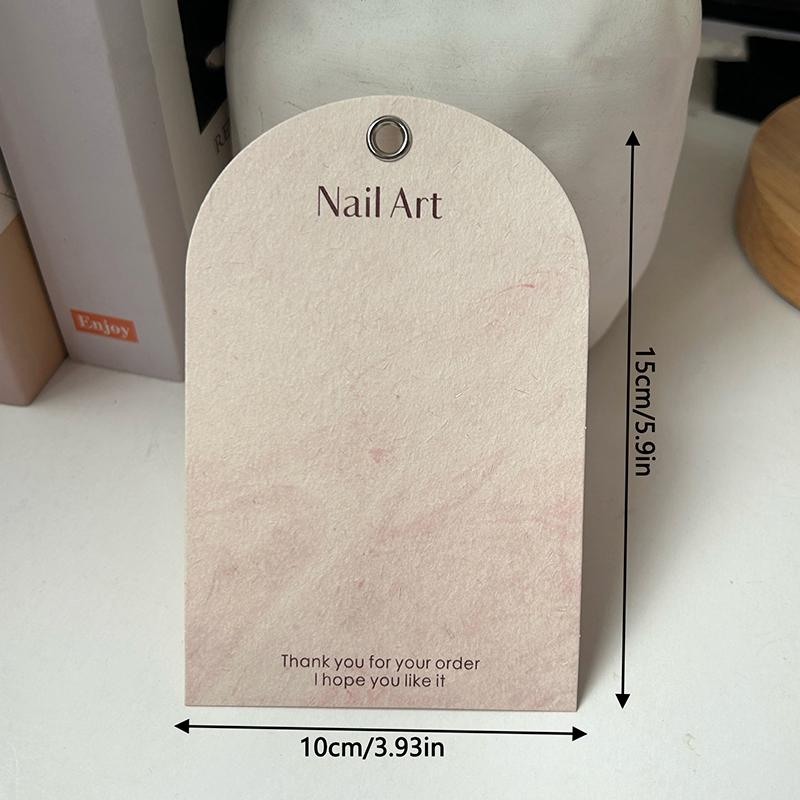 Nail Art
Enjoy
15cm/5.9in
Thank you for your order
I hope you like it
10cm/3.93in